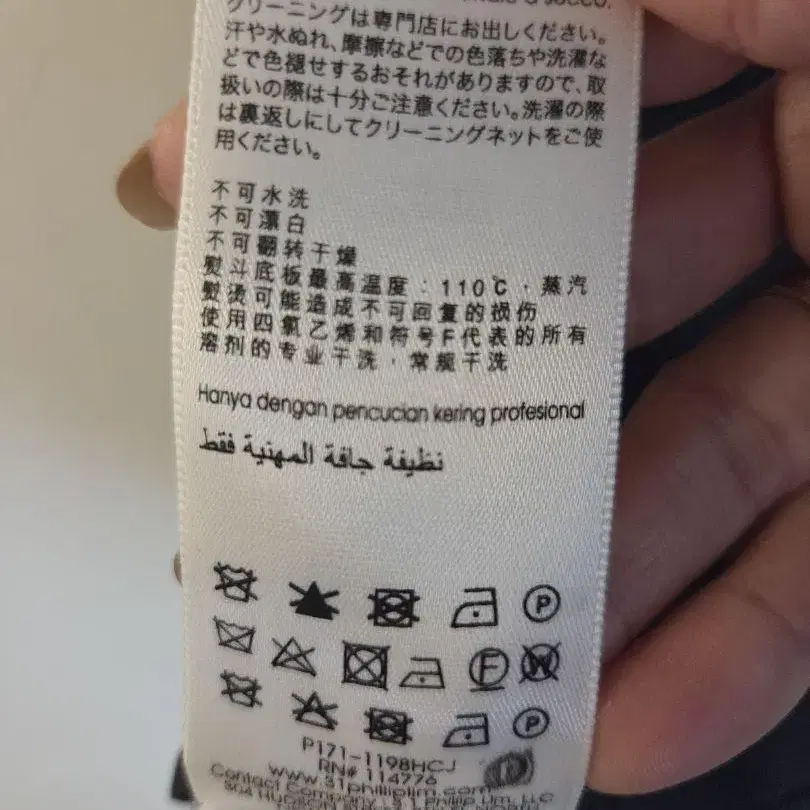 クリーニングは専門店にお出しください。
汗や水ぬれ、摩擦などでの色落ちや洗濯な
どで色褪せするおそれがありますので、取
扱いの際は十分ご注意ください。洗濯の際
は裏返しにしてクリーニングネットをご使
用ください。
不可水洗
不可漂白
不可翻转干燥
熨斗底板最高温度：110℃，蒸汽
熨烫可能造成不可回复的损伤
使用四氯乙烯和符号F代表的所有
溶剂的专业干洗，常规干洗
Hanya dengan pencucian kering profesional
نظيفة جافة المهنية فقط
P
F W
P
P171-1198HCJ
RN# 114776
www.31philliplim.com
Contact Company: 3.1 Phillip Lim, LLC